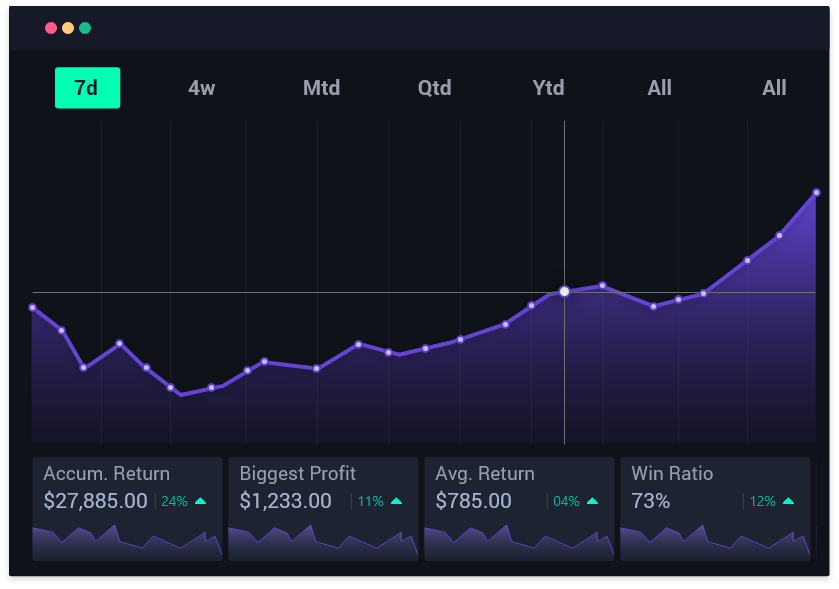 7d 4w Mtd Qtd Ytd All All
Accum. Return Biggest Profit Avg. Return Win Ratio
$27,885.00 24% $1,233.00 11% $785.00 04% 73% 12%